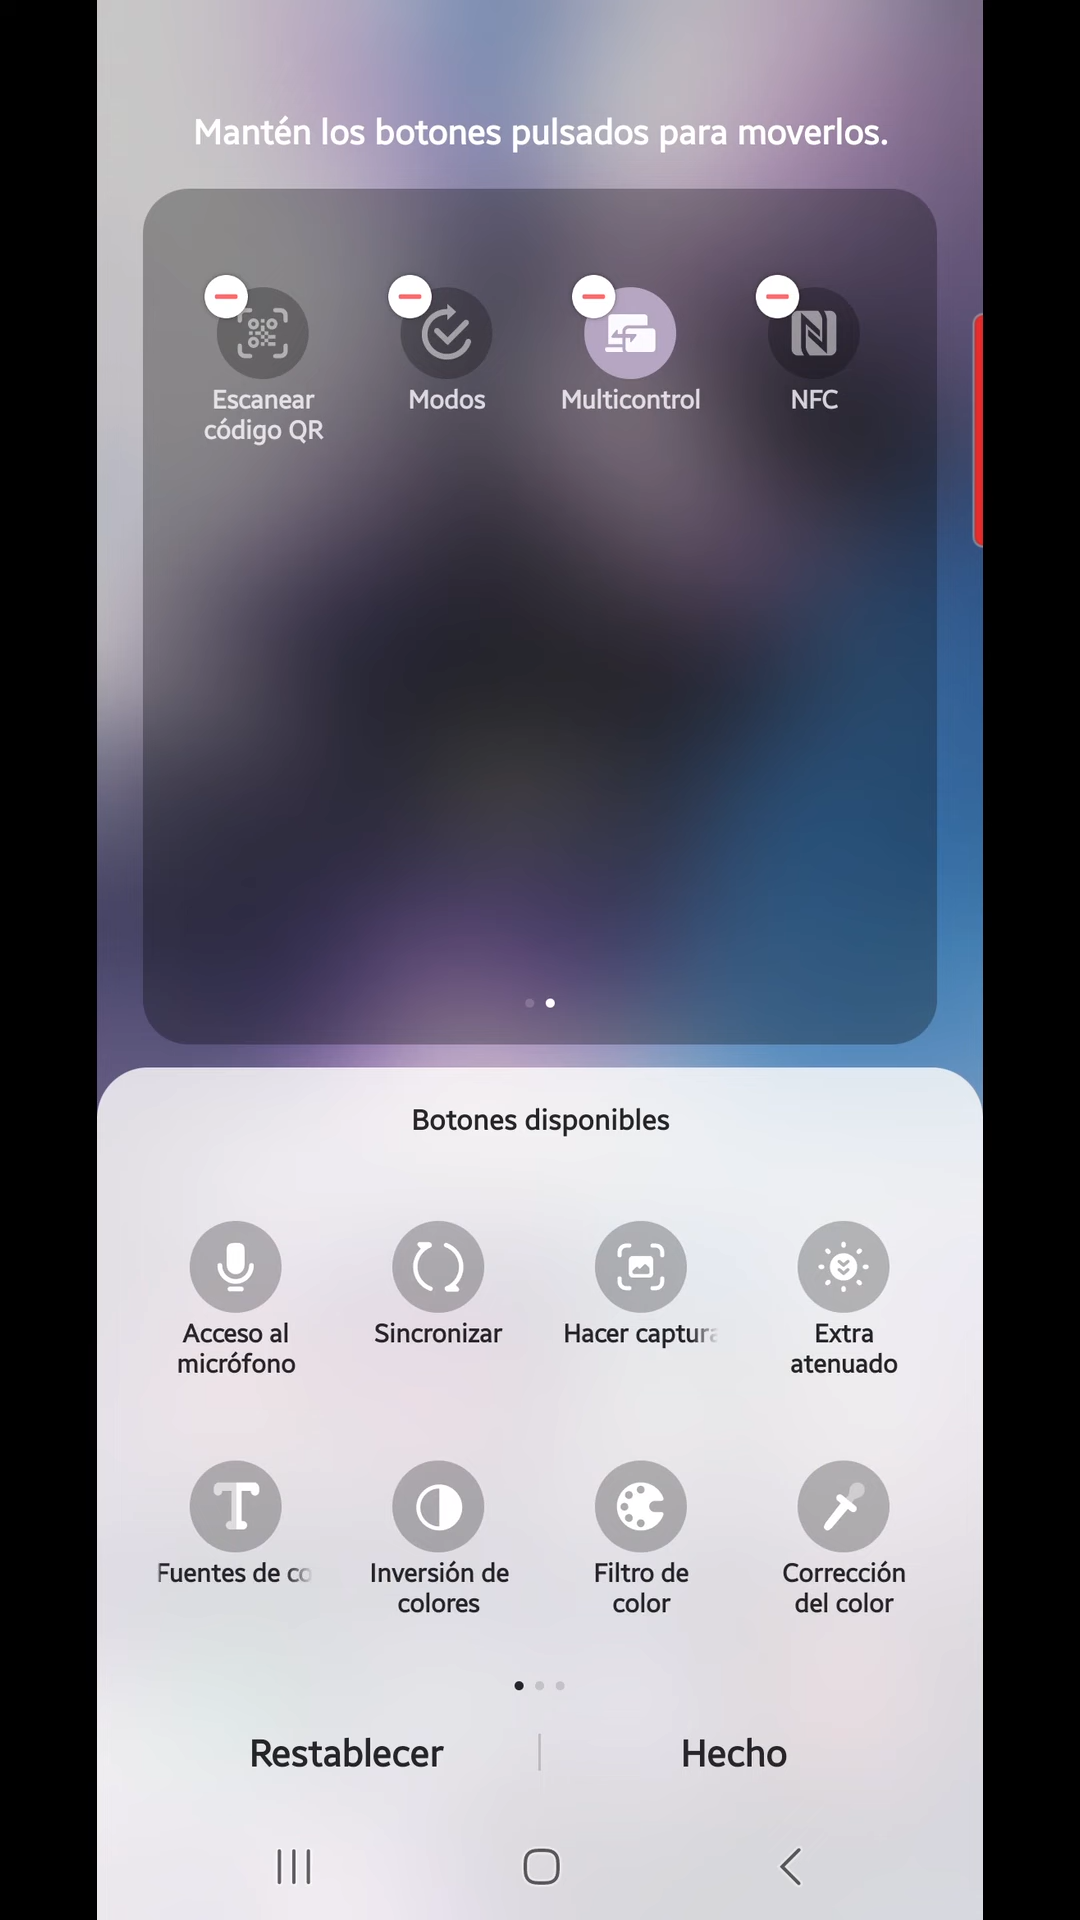 Mantén los botones pulsados para moverlos.
Escanear
código QR
Modos
Multicontrol
NFC
Botones disponibles
Acceso al
micrófono
Sincronizar
Hacer captura
Extra
atenuado
Fuentes de co
Inversión de
colores
Filtro de
color
Corrección
del color
Restablecer
Hecho